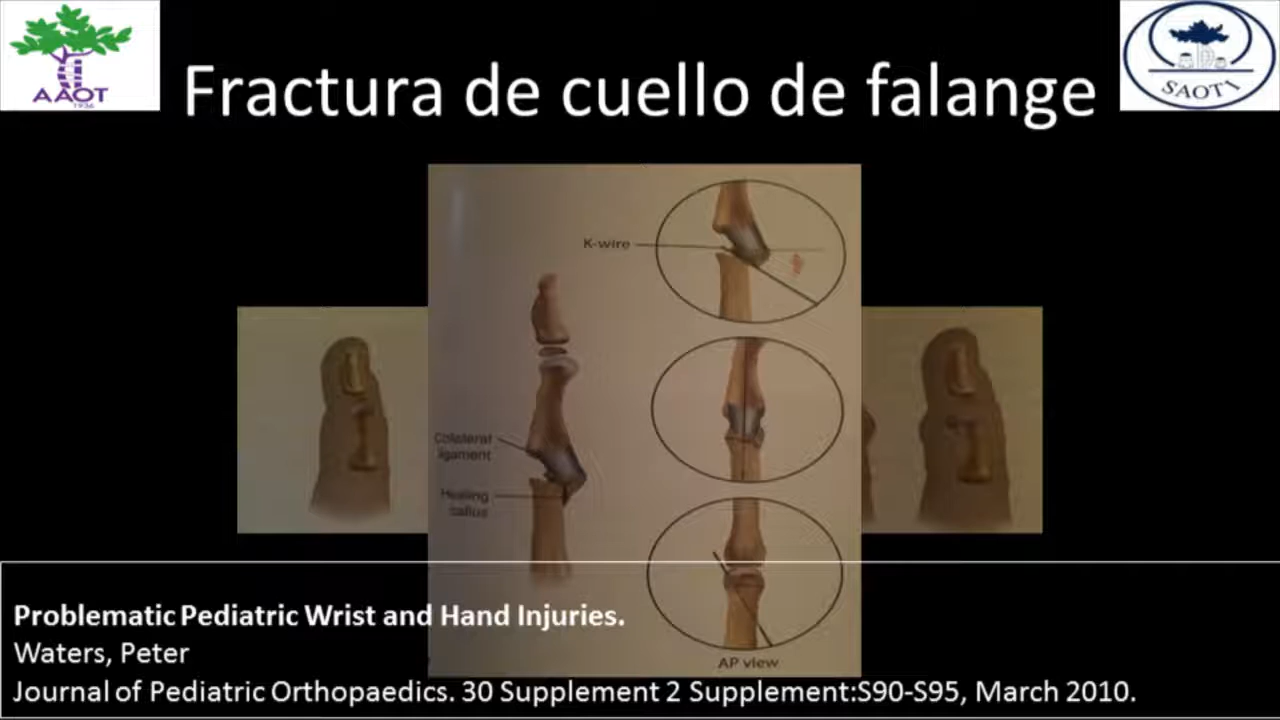 AAOT
1936
SAOTI
Fractura de cuello de falange
K-wire
Collateral
ligament
Healing
callus
AP view
Problematic Pediatric Wrist and Hand Injuries.
Waters, Peter
Journal of Pediatric Orthopaedics. 30 Supplement 2 Supplement:S90-S95, March 2010.